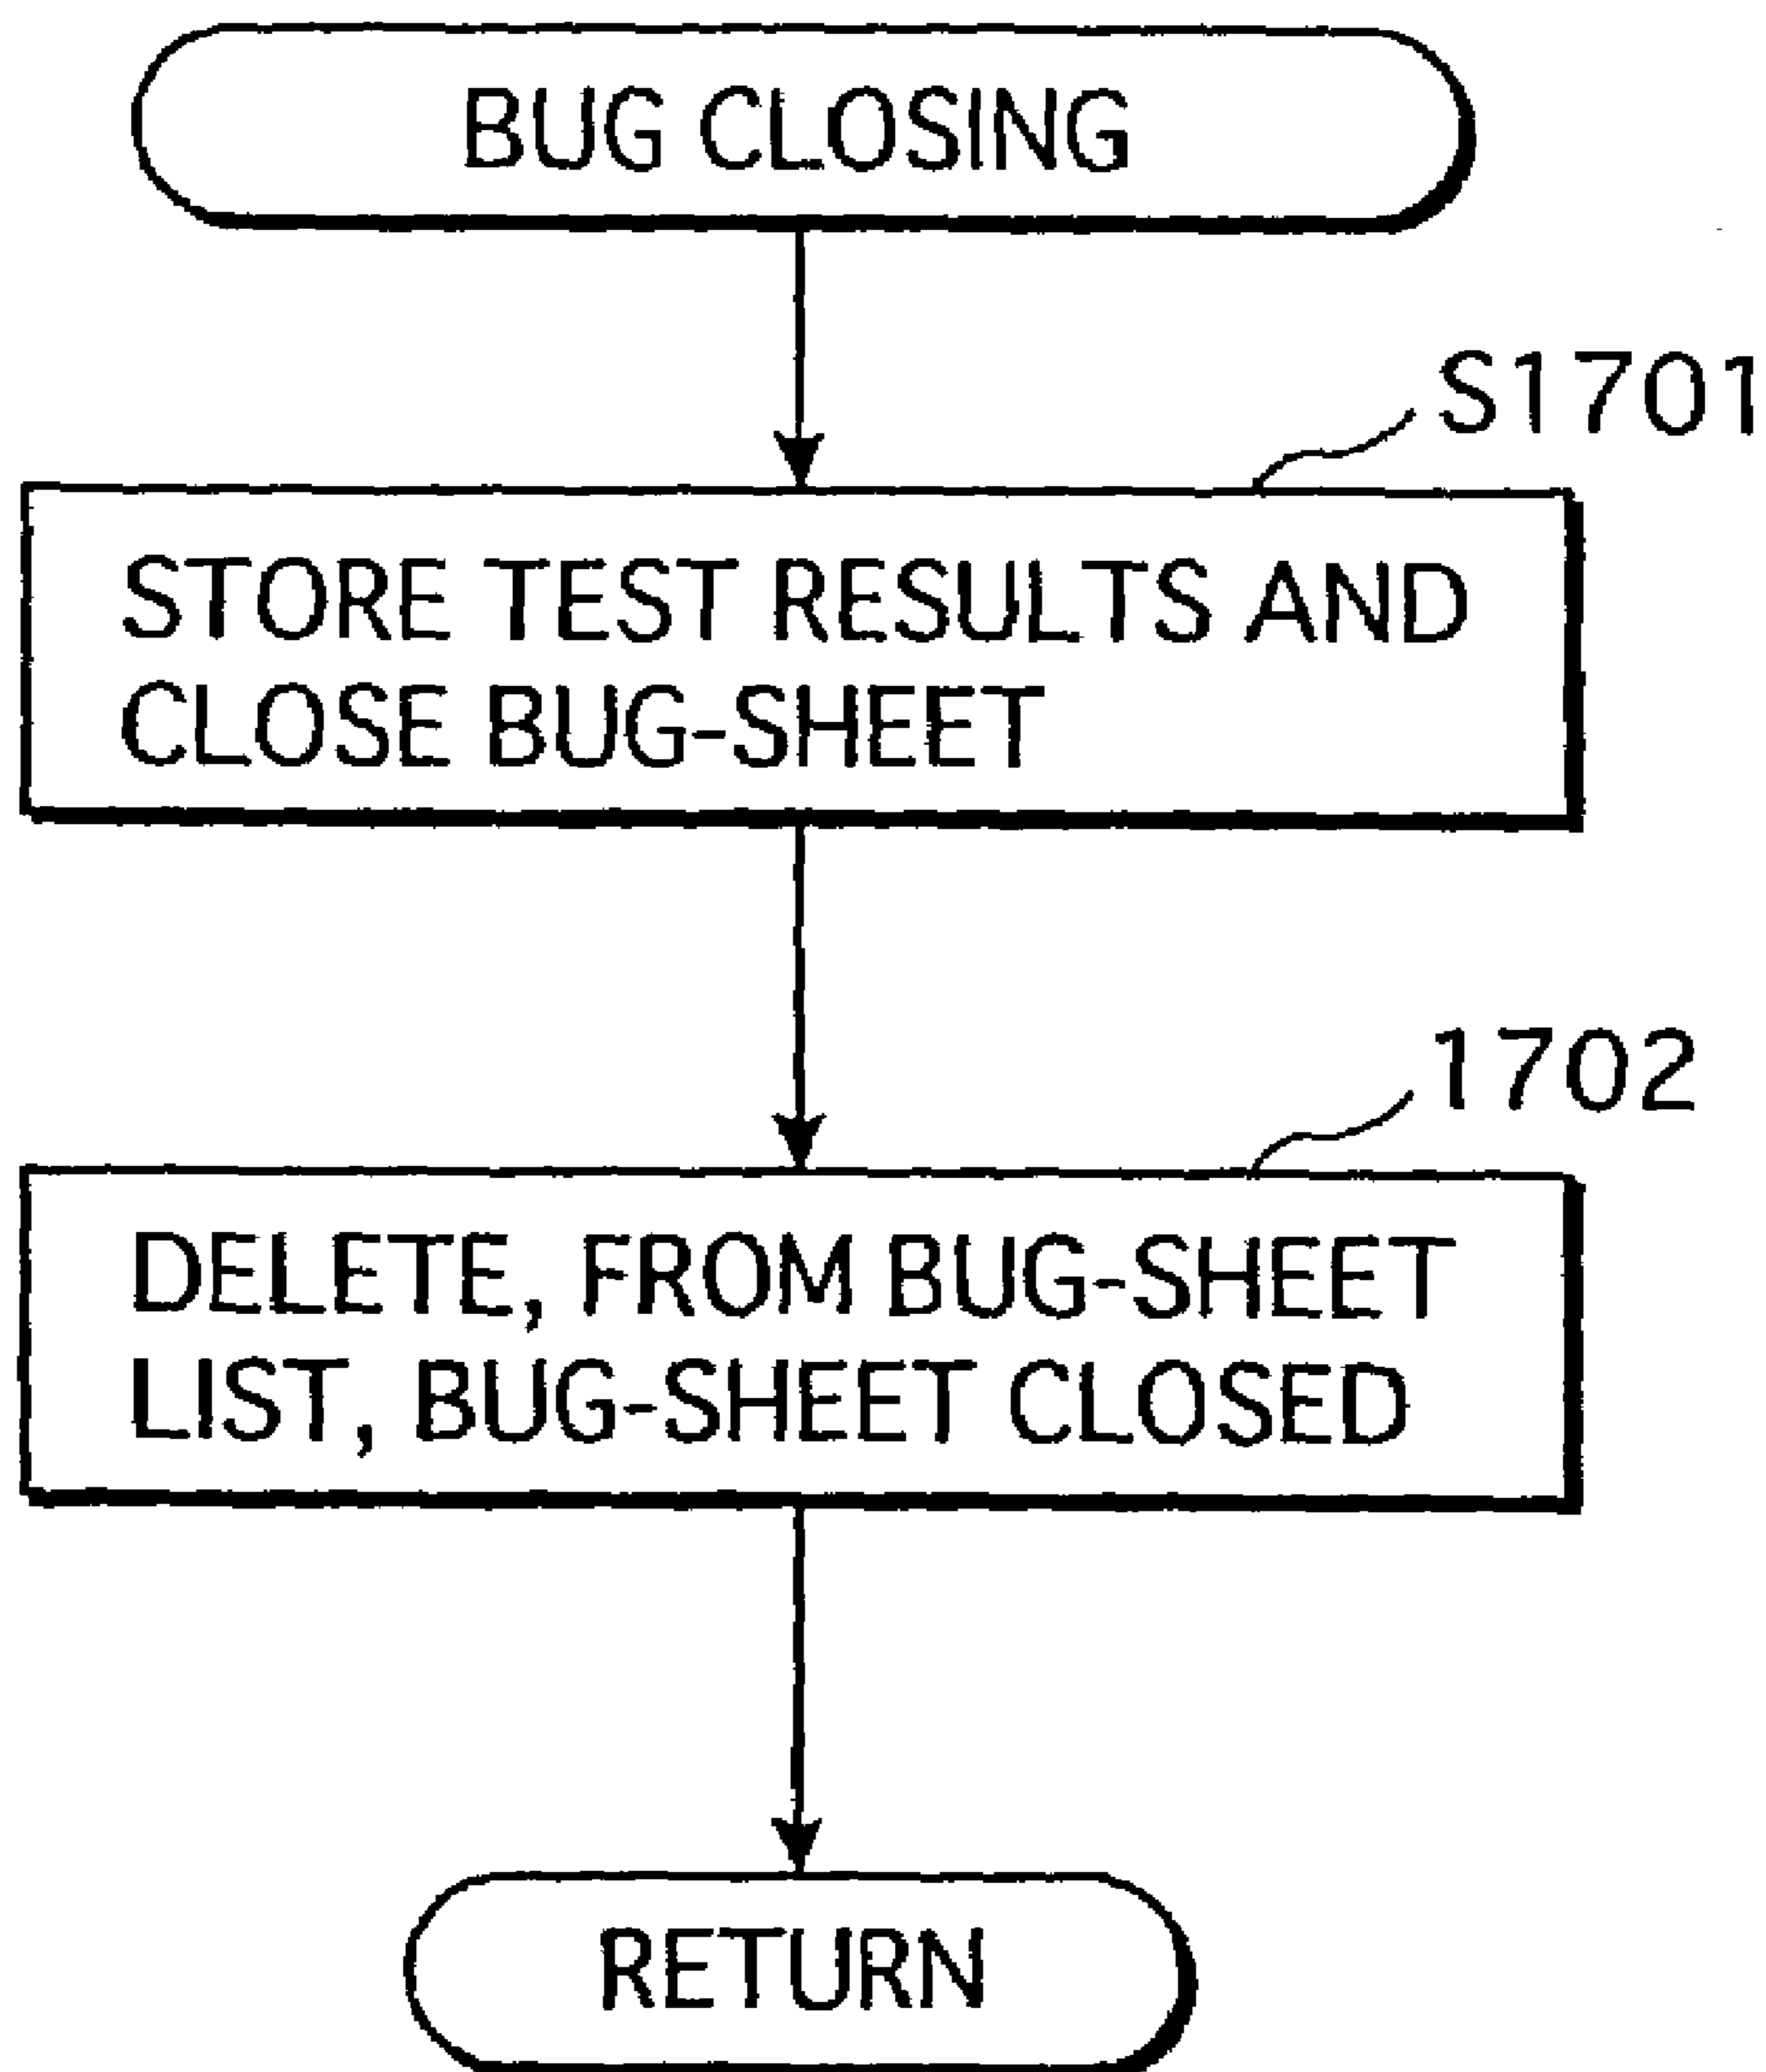 BUG CLOSING
S1701
STORE TEST RESULTS AND
CLOSE BUG-SHEET
1702
DELETE, FROM BUG-SHEET
LIST, BUG-SHEET CLOSED
RETURN